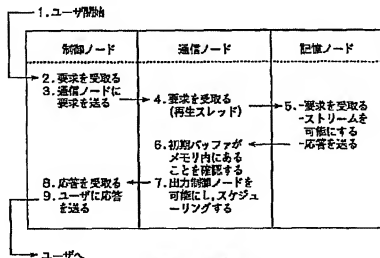 1.ユーザ開始
制御ノード
通信ノード
記憶ノード
2.要求を受取る
3.通信ノードに
要求を送る
4.要求を受取る
(再生スレッド)
5.-要求を受取る
-ストリームを
可能にする
-応答を送る
6.初期バッファが
メモリ内にある
ことを確認する
7.出力制御ノードを
可能にし,スケジュ
ーリングする
8.応答を受取る
9.ユーザに応答
を送る
ユーザへ